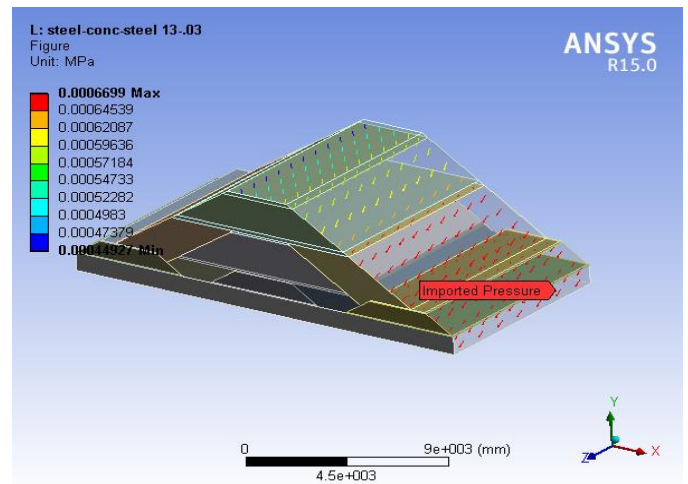 L: steel-conc-steel 13-.03
Figure
Unit: MPa
ANSYS
R15.0
0.0006699 Max
0.00064539
0.00062087
0.00059636
0.00057184
0.00054733
0.00052282
0.0004983
0.00047379
0.00044927 Min
Imported Pressure
Y
X
Z
0
9e+003 (mm)
4.5e+003